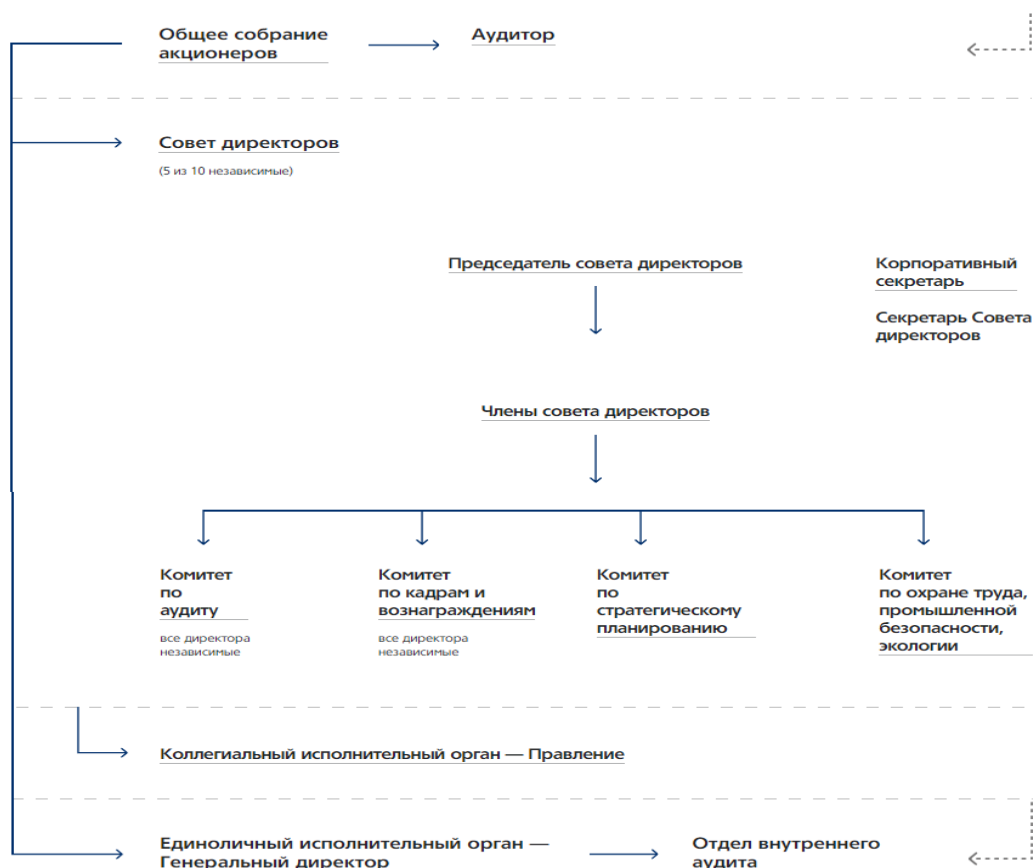 Общее собрание
акционеров
Аудитор
Совет директоров
(5 из 10 независимые)
Председатель совета директоров
Корпоративный
секретарь
Секретарь Совета
директоров
Члены совета директоров
Комитет
по
аудиту
все директора
независимые
Комитет
по кадрам и
вознаграждениям
все директора
независимые
Комитет
по
стратегическому
планированию
Комитет
по охране труда,
промышленной
безопасности,
экологии
Коллегиальный исполнительный орган — Правление
Единоличный исполнительный орган —
Генеральный директор
Отдел внутреннего
аудита